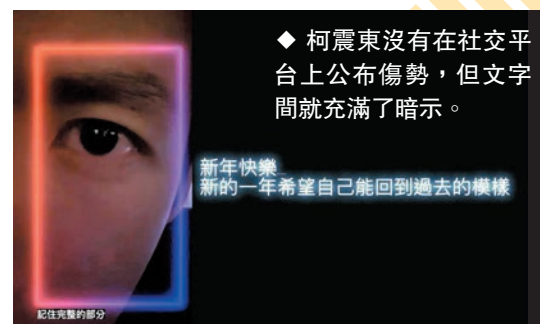 ◆ 柯震東沒有在社交平
台上公布傷勢，但文字
間就充滿了暗示。
新年快樂
新的一年希望自己能回到過去的模樣
記住完整的部分